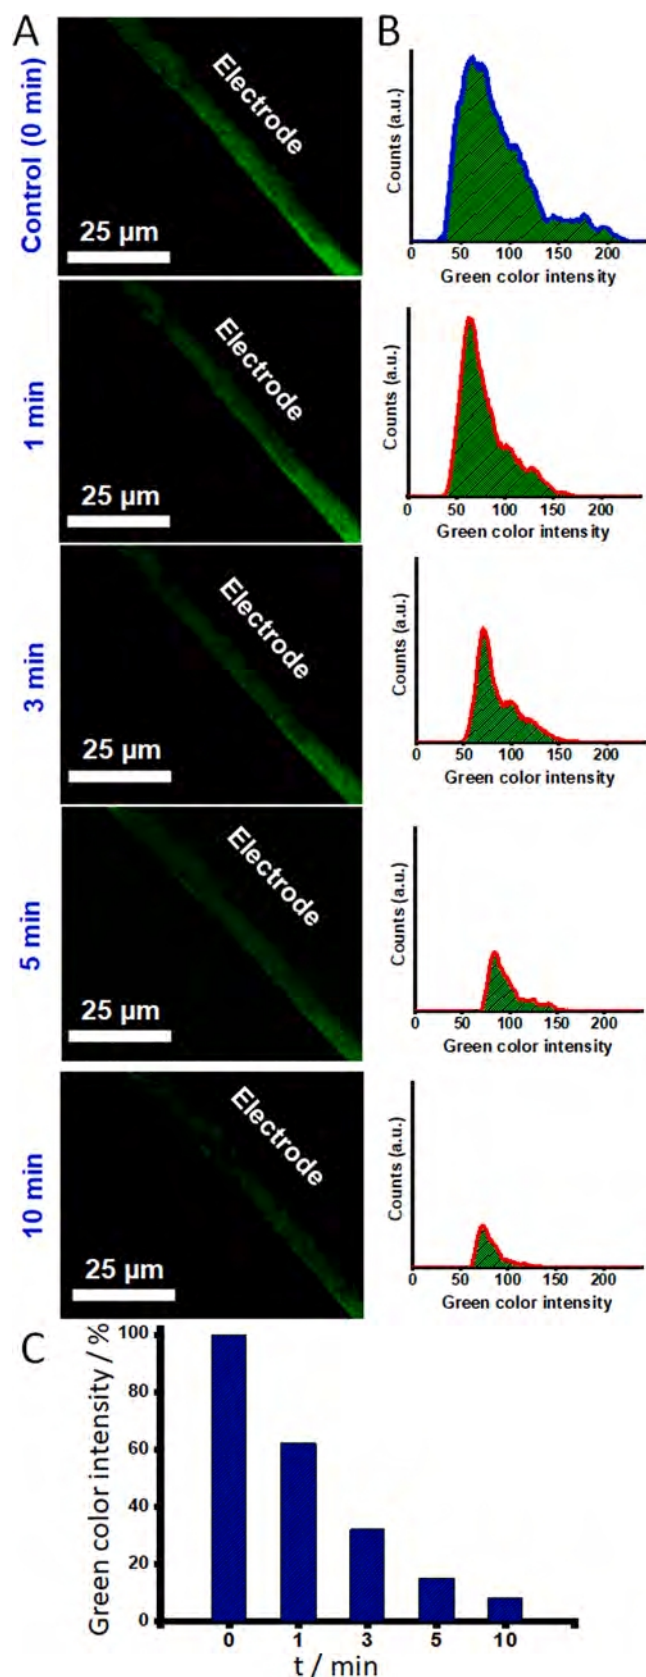 A
B
Control (0 min)
Electrode
25 µm
Counts (a.u.)
0 50 100 150 200
Green color intensity
1 min
Electrode
25 µm
Counts (a.u.)
0 50 100 150 200
Green color intensity
3 min
Electrode
25 µm
Counts (a.u.)
0 50 100 150 200
Green color intensity
5 min
Electrode
25 µm
Counts (a.u.)
0 50 100 150 200
Green color intensity
10 min
Electrode
25 µm
Counts (a.u.)
0 50 100 150 200
Green color intensity
C
Green color intensity / %
100
80
60
40
20
0
0 1 3 5 10
t / min